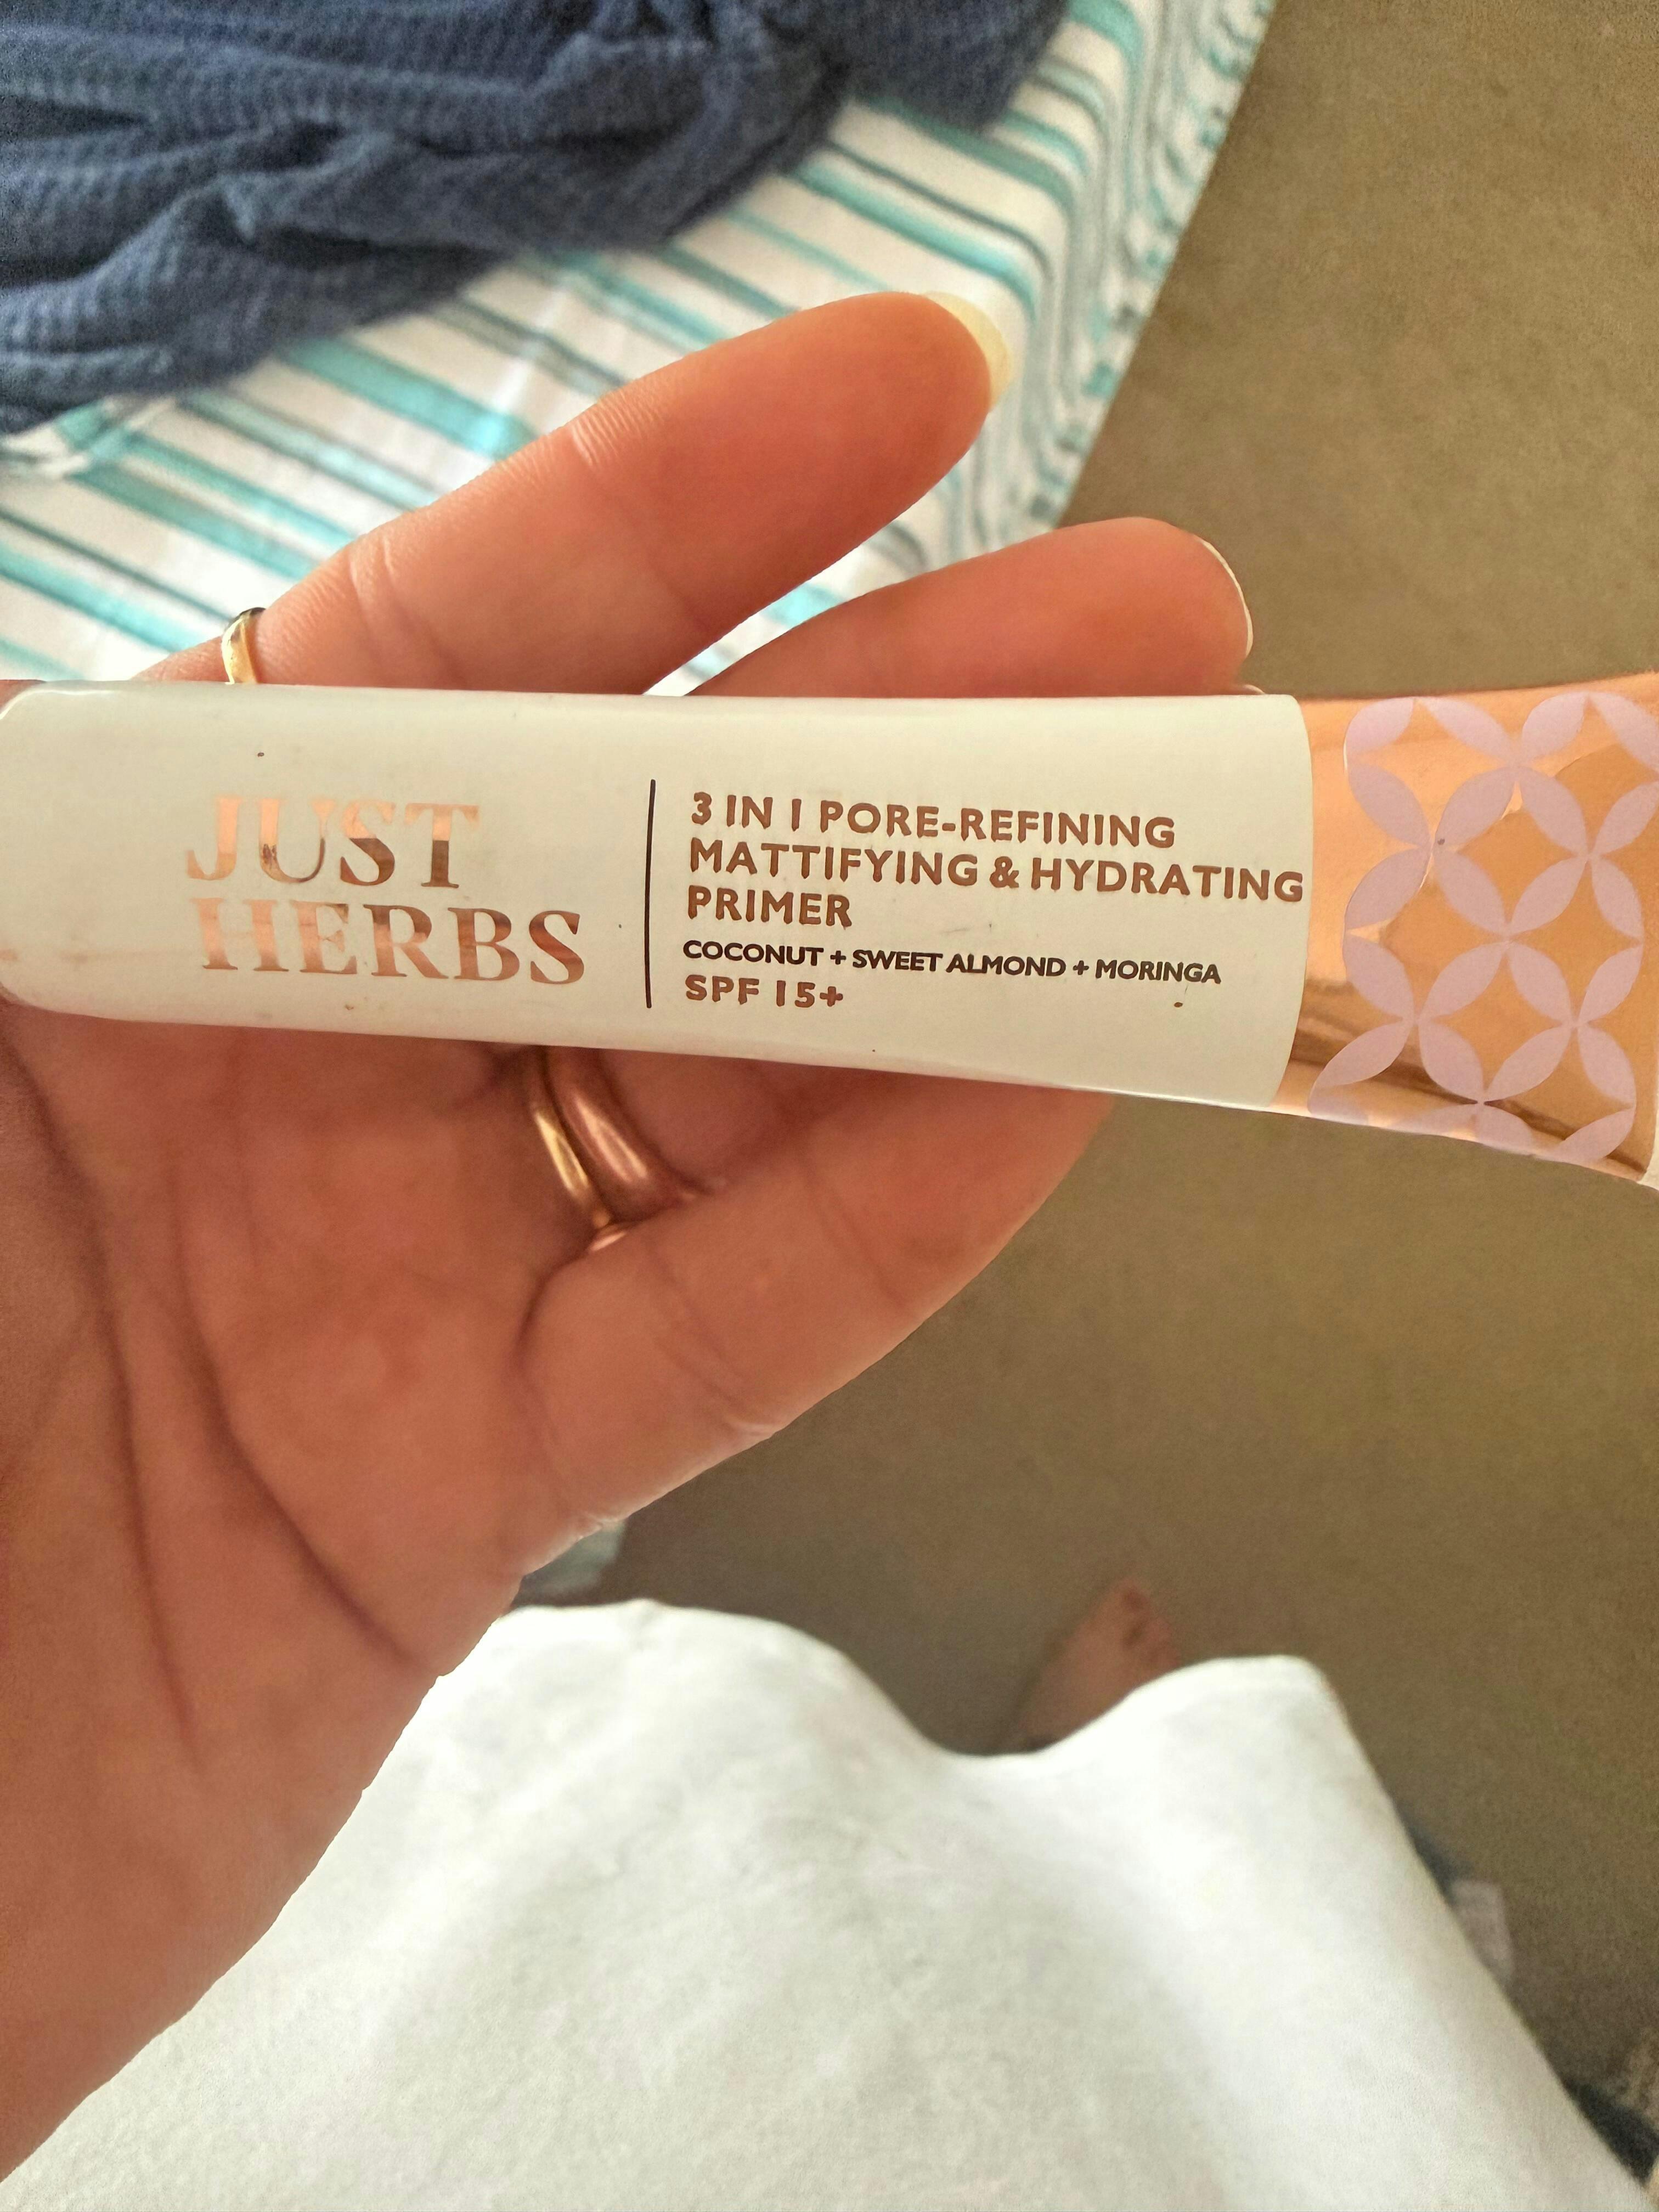 JUST
HERBS
3 IN 1 PORE-REFINING
MATTIFYING & HYDRATING
PRIMER
COCONUT + SWEET ALMOND + MORINGA
SPF 15+